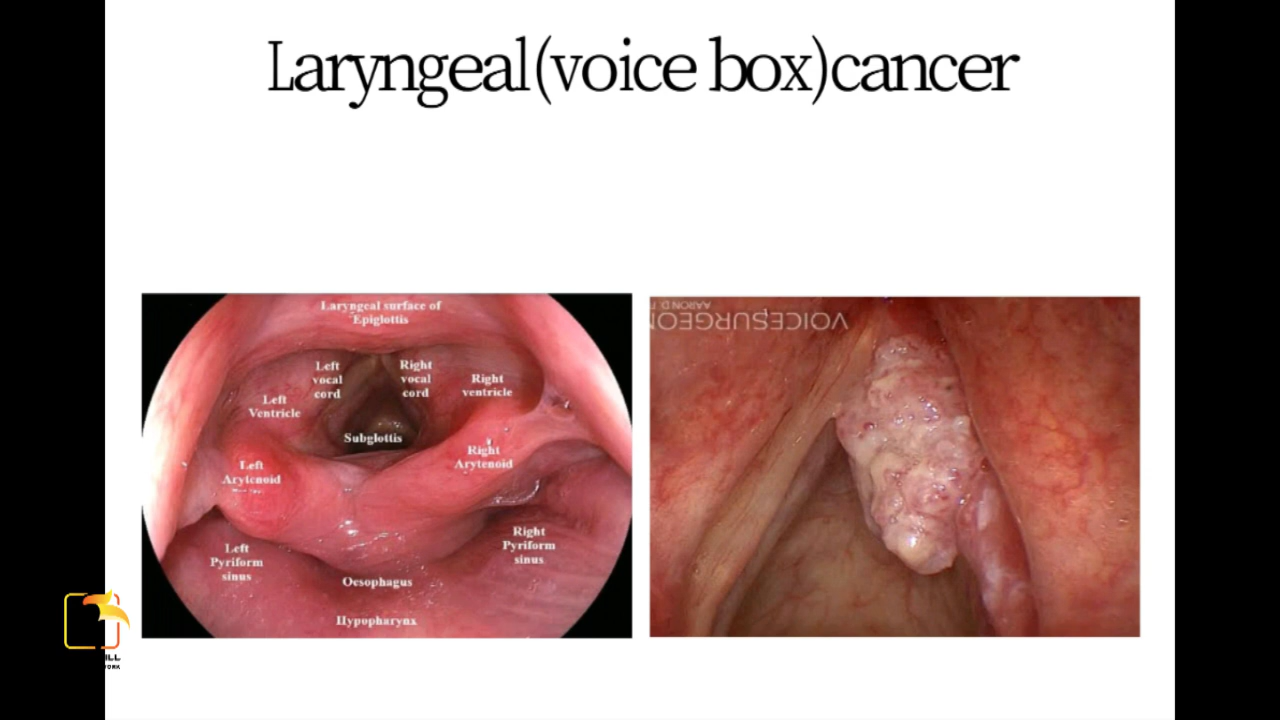 Laryngeal(voice box)cancer
Laryngeal surface of
Epiglottis
Left
vocal
cord
Right
vocal
cord
Left
Ventricle
Right
ventricle
Subglottis
Left
Arytenoid
Right
Arytenoid
Left
Pyriform
sinus
Right
Pyriform
sinus
Oesophagus
Hypopharynx
AARON D.
VOICESURGEON